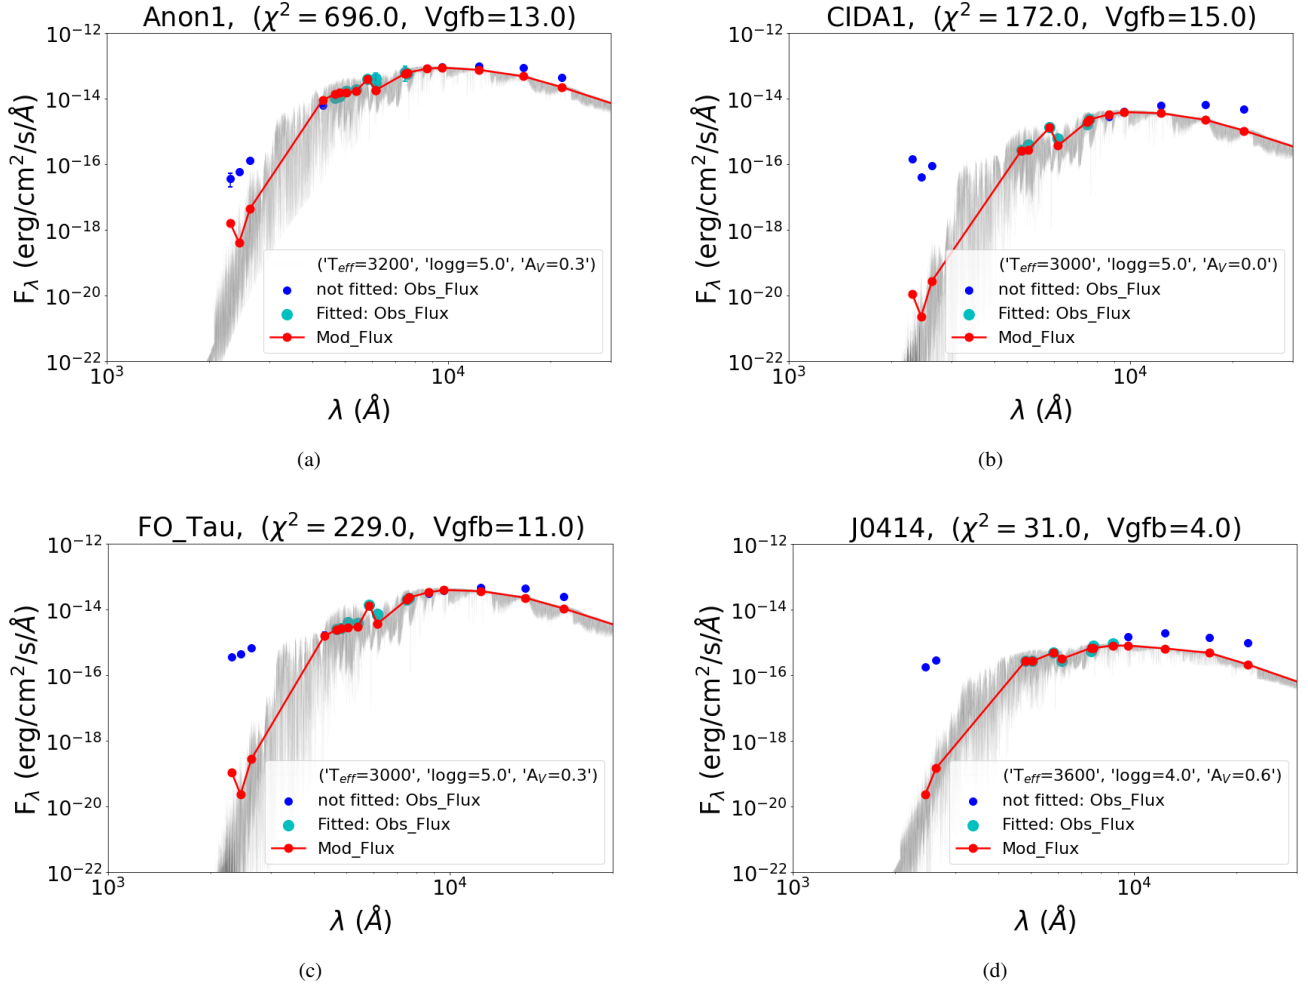 Anon1, (χ² = 696.0, Vgfb=13.0)
10⁻¹²
10⁻¹⁴
10⁻¹⁶
10⁻¹⁸
10⁻²⁰
10⁻²²
F_λ (erg/cm²/s/Å)
('T_eff=3200', 'logg=5.0', 'A_V=0.3')
not fitted: Obs_Flux
Fitted: Obs_Flux
Mod_Flux
10³
10⁴
λ (Å)
(a)
CIDA1, (χ² = 172.0, Vgfb=15.0)
10⁻¹²
10⁻¹⁴
10⁻¹⁶
10⁻¹⁸
10⁻²⁰
10⁻²²
F_λ (erg/cm²/s/Å)
('T_eff=3000', 'logg=5.0', 'A_V=0.0')
not fitted: Obs_Flux
Fitted: Obs_Flux
Mod_Flux
10³
10⁴
λ (Å)
(b)
FO_Tau, (χ² = 229.0, Vgfb=11.0)
10⁻¹²
10⁻¹⁴
10⁻¹⁶
10⁻¹⁸
10⁻²⁰
10⁻²²
F_λ (erg/cm²/s/Å)
('T_eff=3000', 'logg=5.0', 'A_V=0.3')
not fitted: Obs_Flux
Fitted: Obs_Flux
Mod_Flux
10³
10⁴
λ (Å)
(c)
J0414, (χ² = 31.0, Vgfb=4.0)
10⁻¹²
10⁻¹⁴
10⁻¹⁶
10⁻¹⁸
10⁻²⁰
10⁻²²
F_λ (erg/cm²/s/Å)
('T_eff=3600', 'logg=4.0', 'A_V=0.6')
not fitted: Obs_Flux
Fitted: Obs_Flux
Mod_Flux
10³
10⁴
λ (Å)
(d)